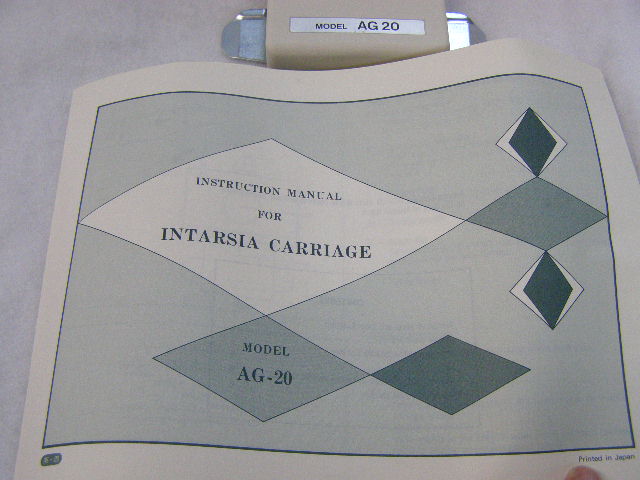 MODEL AG 20
INSTRUCTION MANUAL
FOR
INTARSIA CARRIAGE
MODEL
AG-20
Printed in Japan